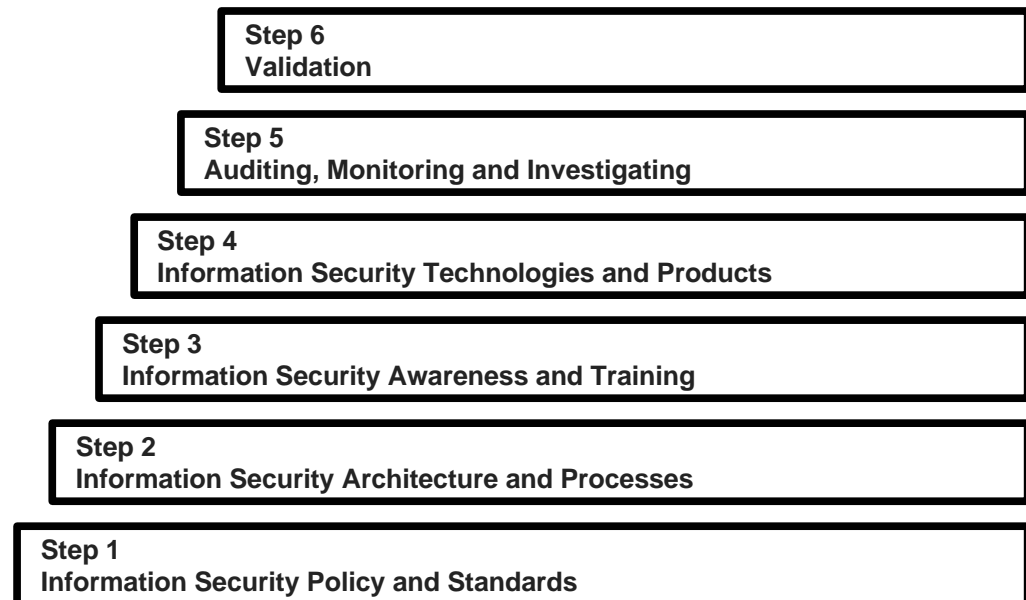 Step 6
Validation
Step 5
Auditing, Monitoring and Investigating
Step 4
Information Security Technologies and Products
Step 3
Information Security Awareness and Training
Step 2
Information Security Architecture and Processes
Step 1
Information Security Policy and Standards